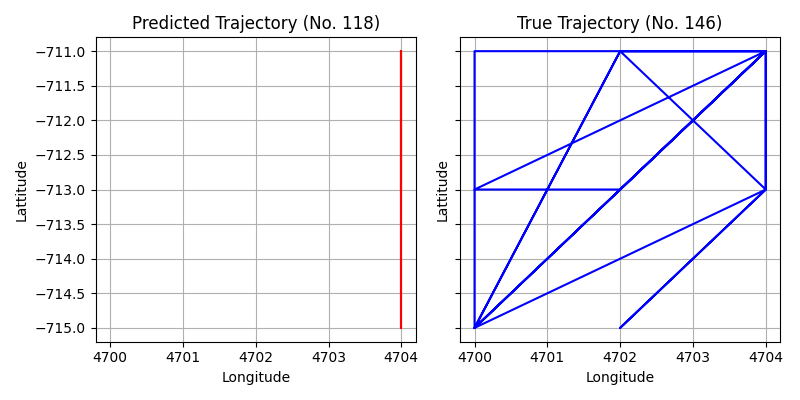 Predicted Trajectory (No. 118)
True Trajectory (No. 146)
−711.0
−711.5
−712.0
−712.5
−713.0
−713.5
−714.0
−714.5
−715.0
Lattitude
Lattitude
4700 4701 4702 4703 4704
4700 4701 4702 4703 4704
Longitude
Longitude